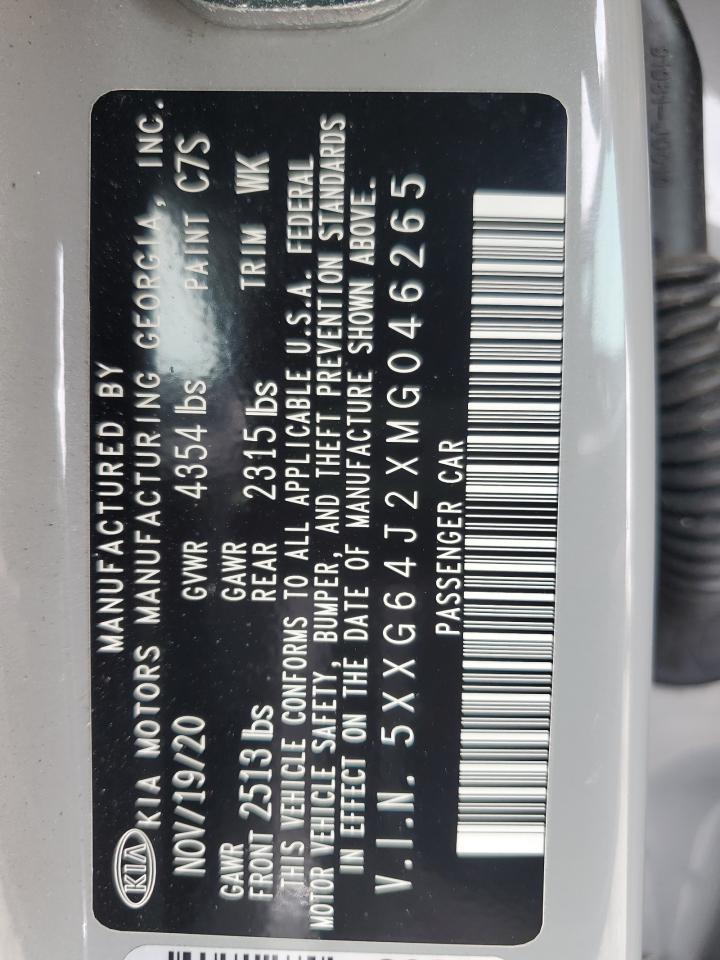 MANUFACTURED BY
KIA KIA MOTORS MANUFACTURING GEORGIA, INC.
NOV/19/20 GVWR 4354 lbs PAINT C7S
GAWR GAWR
FRONT 2513 lbs REAR 2315 lbs TRIM WK
THIS VEHICLE CONFORMS TO ALL APPLICABLE U.S.A. FEDERAL
MOTOR VEHICLE SAFETY, BUMPER, AND THEFT PREVENTION STANDARDS
IN EFFECT ON THE DATE OF MANUFACTURE SHOWN ABOVE.
V.I.N. 5XXG64J2XMG046265
PASSENGER CAR